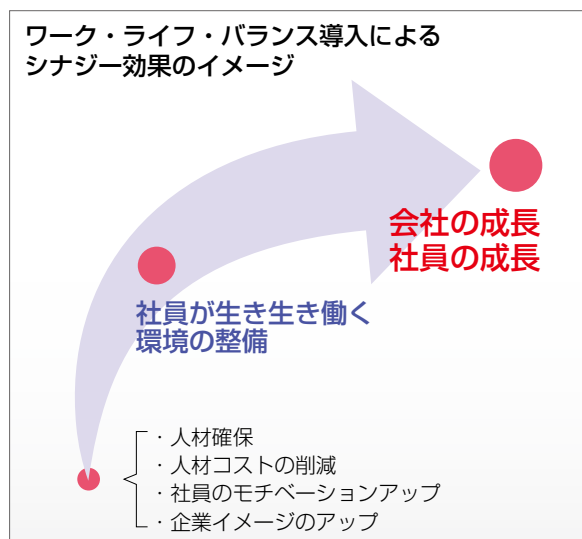 ワーク・ライフ・バランス導入による
シナジー効果のイメージ
会社の成長
社員の成長
社員が生き生き働く
環境の整備
・人材確保
・人材コストの削減
・社員のモチベーションアップ
・企業イメージのアップ